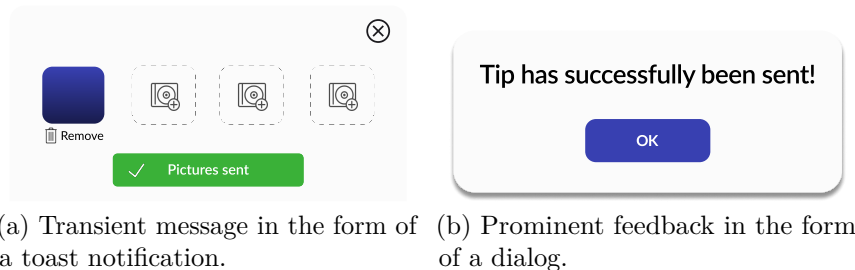 Remove
Pictures sent
Tip has successfully been sent!
OK
(a) Transient message in the form of
a toast notification.
(b) Prominent feedback in the form
of a dialog.